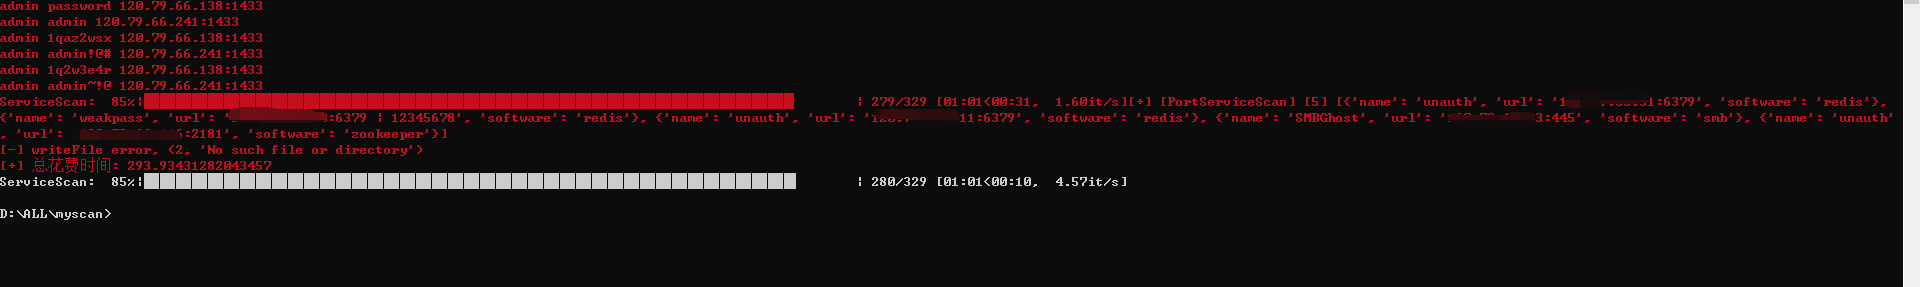 admin password 120.79.66.138:1433
admin admin 120.79.66.241:1433
admin 1qaz2wsx 120.79.66.138:1433
admin admin!@# 120.79.66.241:1433
admin 1q2w3e4r 120.79.66.138:1433
admin admin~!@ 120.79.66.241:1433
ServiceScan:  85%| | 279/329 [01:01<00:31,  1.60it/s][+] [PortServiceScan] [5] [{'name': 'unauth', 'url': ':6379', 'software': 'redis'},
{'name': 'weakpass', 'url': ':6379 | 12345678', 'software': 'redis'}, {'name': 'unauth', 'url': '11:6379', 'software': 'redis'}, {'name': 'SMBGhost', 'url': '3:445', 'software': 'smb'}, {'name': 'unauth'
, 'url': ':2181', 'software': 'zookeeper'}]
[-] writeFile error, (2, 'No such file or directory')
[+] 总花费时间: 293.93431282043457
ServiceScan:  85%| | 280/329 [01:01<00:10,  4.57it/s]
D:\ALL\myscan>